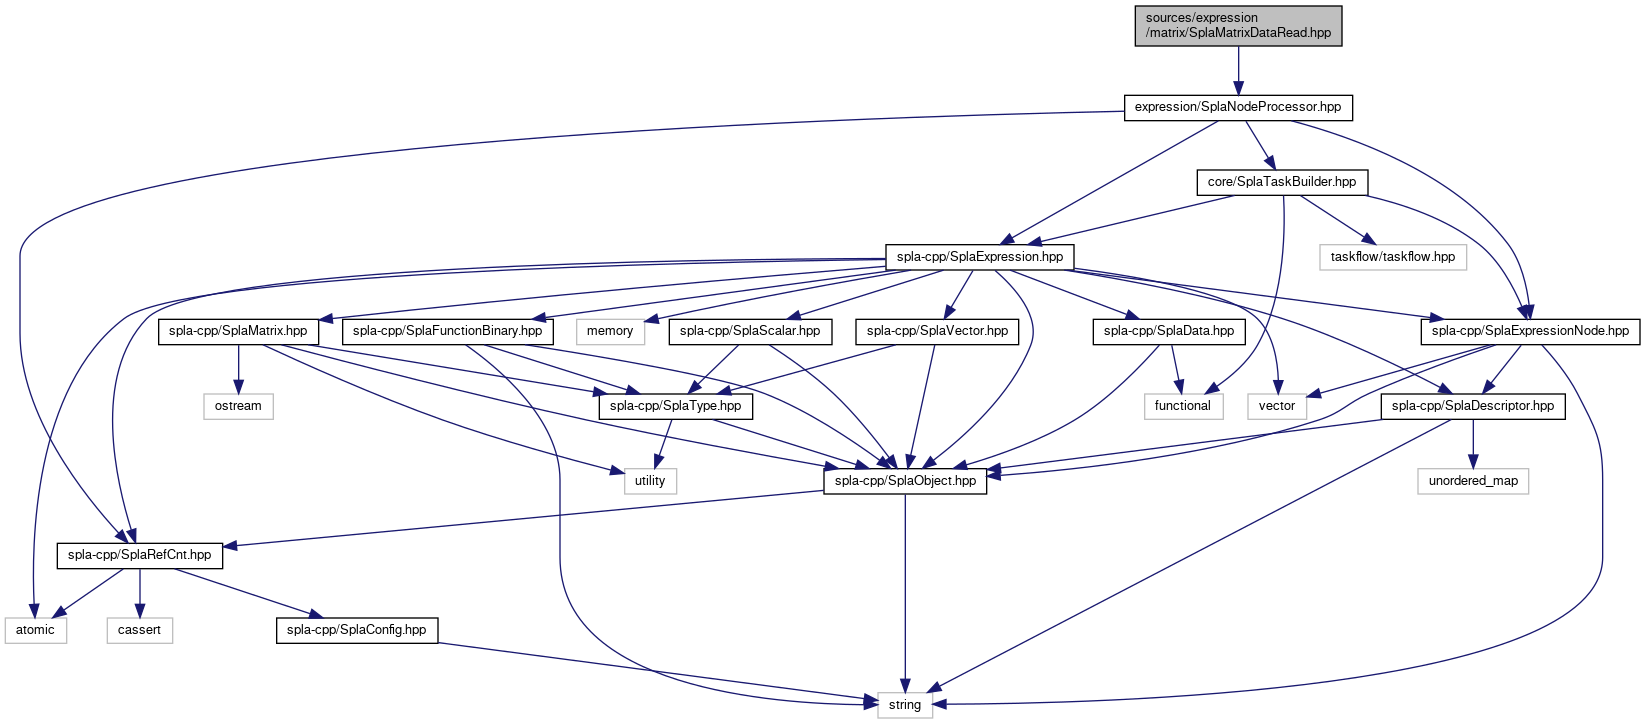 sources/expression
/matrix/SplaMatrixDataRead.hpp
expression/SplaNodeProcessor.hpp
core/SplaTaskBuilder.hpp
spla-cpp/SplaExpression.hpp
taskflow/taskflow.hpp
spla-cpp/SplaMatrix.hpp
spla-cpp/SplaFunctionBinary.hpp
memory
spla-cpp/SplaScalar.hpp
spla-cpp/SplaVector.hpp
spla-cpp/SplaData.hpp
spla-cpp/SplaExpressionNode.hpp
ostream
spla-cpp/SplaType.hpp
functional
vector
spla-cpp/SplaDescriptor.hpp
utility
spla-cpp/SplaObject.hpp
unordered_map
spla-cpp/SplaRefCnt.hpp
atomic
cassert
spla-cpp/SplaConfig.hpp
string